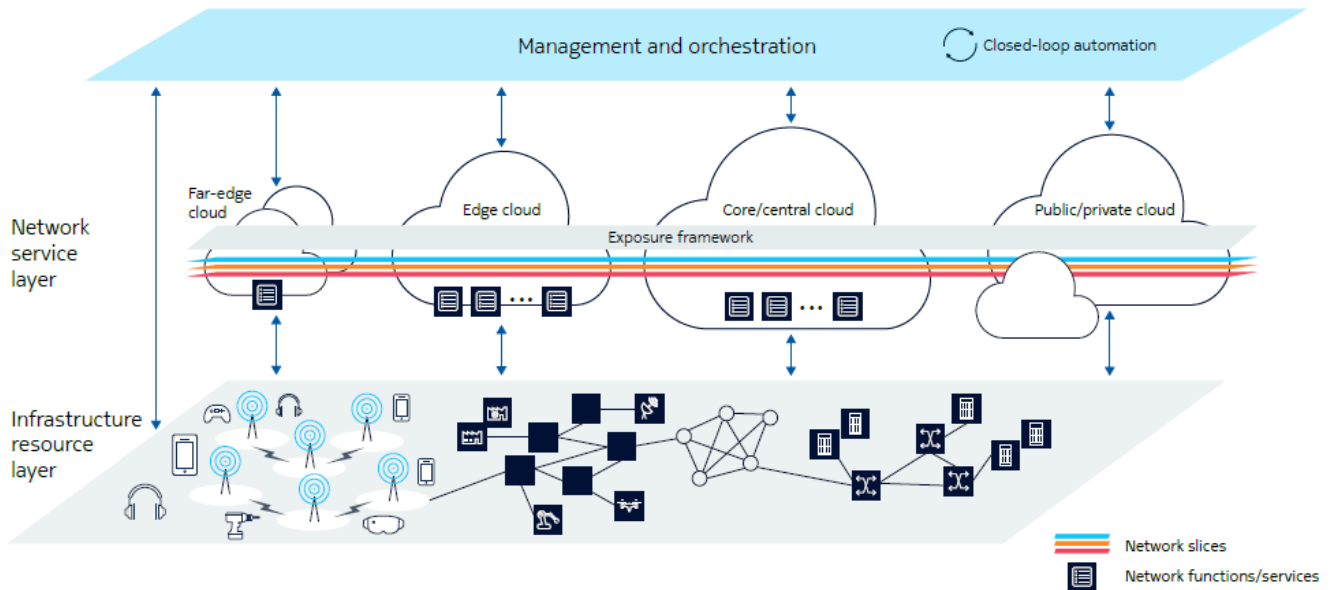 Management and orchestration
Closed-loop automation
Far-edge
cloud
Edge cloud
Core/central cloud
Public/private cloud
Network
service
layer
Exposure framework
Infrastructure
resource
layer
Network slices
Network functions/services